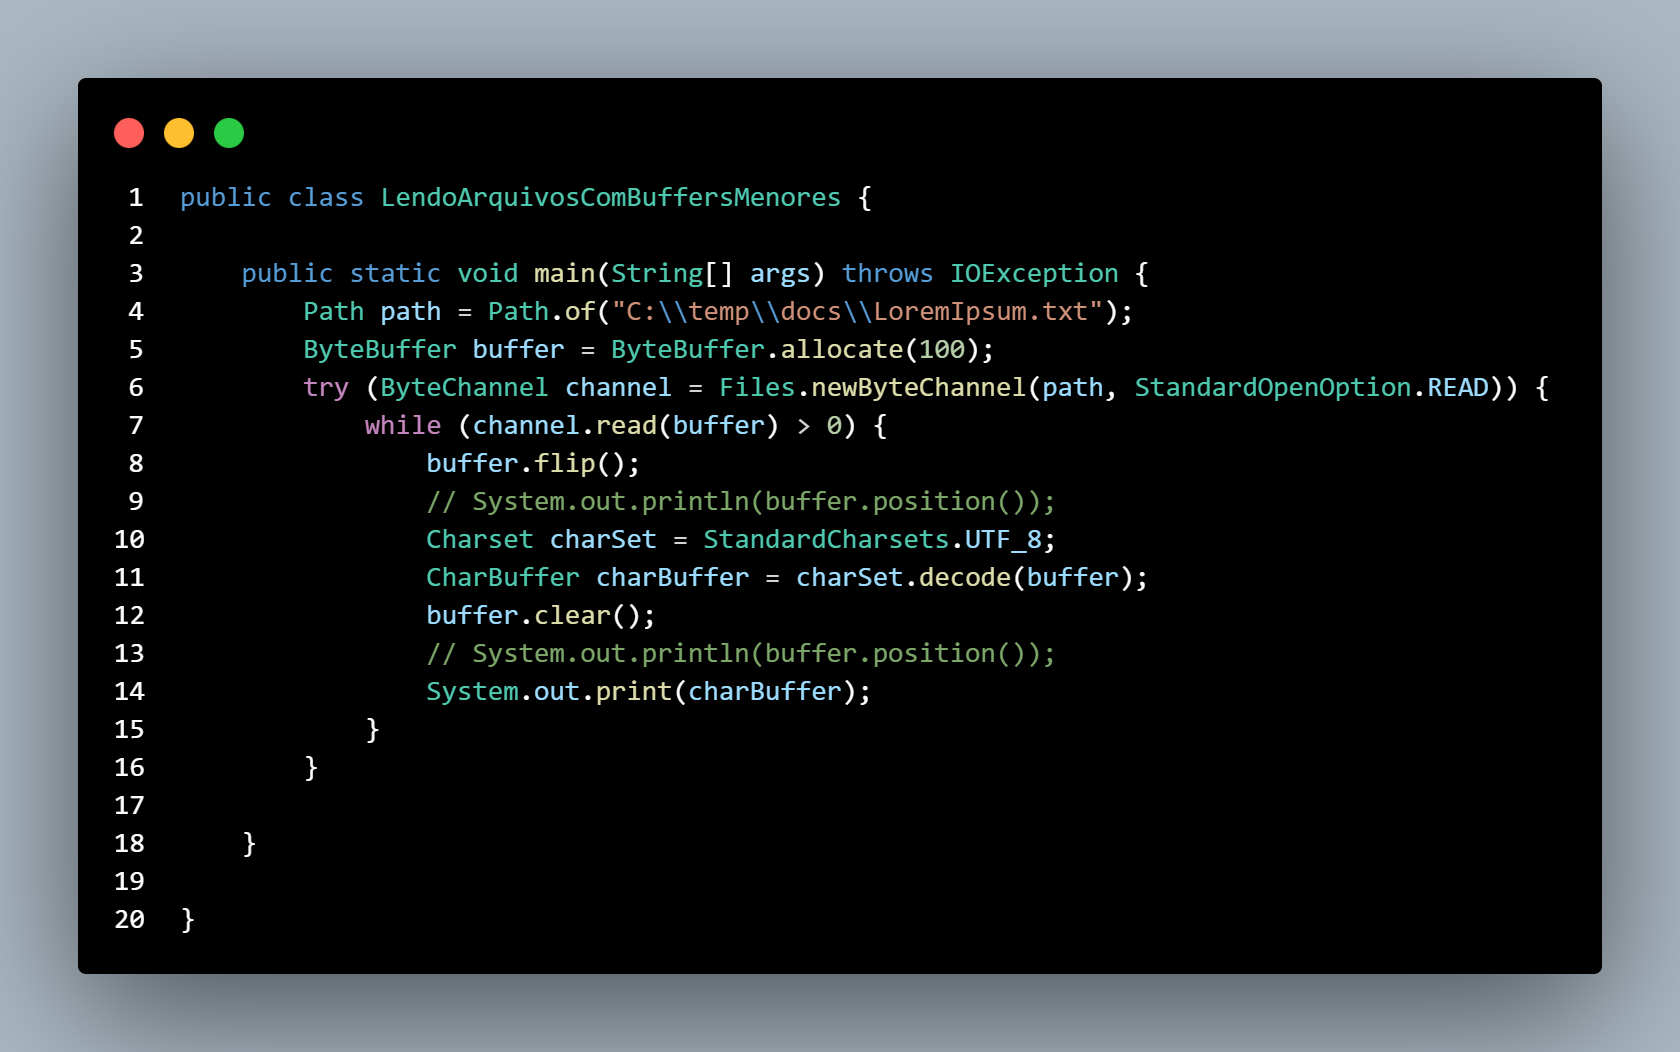 1 public class LendoArquivosComBuffersMenores {
2
3     public static void main(String[] args) throws IOException {
4         Path path = Path.of("C:\\temp\\docs\\LoremIpsum.txt");
5         ByteBuffer buffer = ByteBuffer.allocate(100);
6         try (ByteChannel channel = Files.newByteChannel(path, StandardOpenOption.READ)) {
7             while (channel.read(buffer) > 0) {
8                 buffer.flip();
9                 // System.out.println(buffer.position());
10                 Charset charSet = StandardCharsets.UTF_8;
11                 CharBuffer charBuffer = charSet.decode(buffer);
12                 buffer.clear();
13                 // System.out.println(buffer.position());
14                 System.out.print(charBuffer);
15             }
16         }
17
18     }
19
20 }